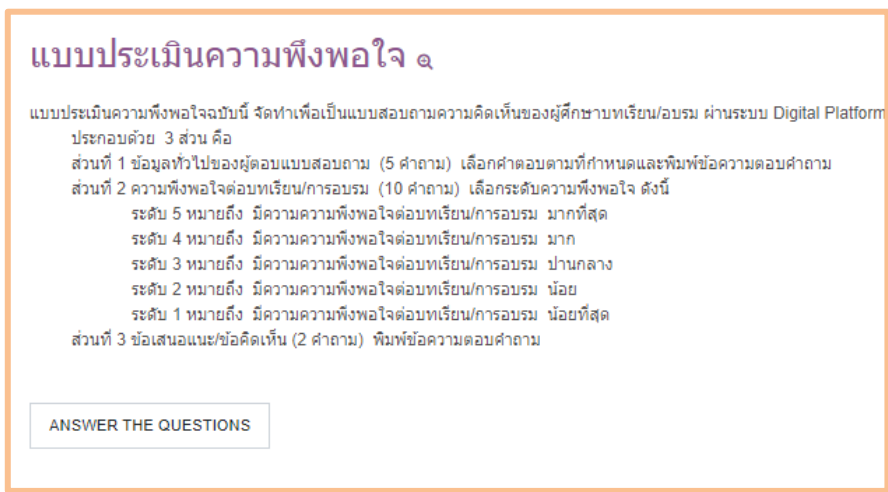 แบบประเมินความพึงพอใจ
แบบประเมินความพึงพอใจฉบับนี้ จัดทำเพื่อเป็นแบบสอบถามความคิดเห็นของผู้ศึกษาบทเรียน/อบรม ผ่านระบบ Digital Platform
ประกอบด้วย 3 ส่วน คือ
ส่วนที่ 1 ข้อมูลทั่วไปของผู้ตอบแบบสอบถาม (5 คำถาม) เลือกคำตอบตามที่กำหนดและพิมพ์ข้อความตอบคำถาม
ส่วนที่ 2 ความพึงพอใจต่อบทเรียน/การอบรม (10 คำถาม) เลือกระดับความพึงพอใจ ดังนี้
ระดับ 5 หมายถึง มีความความพึงพอใจต่อบทเรียน/การอบรม มากที่สุด
ระดับ 4 หมายถึง มีความความพึงพอใจต่อบทเรียน/การอบรม มาก
ระดับ 3 หมายถึง มีความความพึงพอใจต่อบทเรียน/การอบรม ปานกลาง
ระดับ 2 หมายถึง มีความความพึงพอใจต่อบทเรียน/การอบรม น้อย
ระดับ 1 หมายถึง มีความความพึงพอใจต่อบทเรียน/การอบรม น้อยที่สุด
ส่วนที่ 3 ข้อเสนอแนะ/ข้อคิดเห็น (2 คำถาม) พิมพ์ข้อความตอบคำถาม
ANSWER THE QUESTIONS